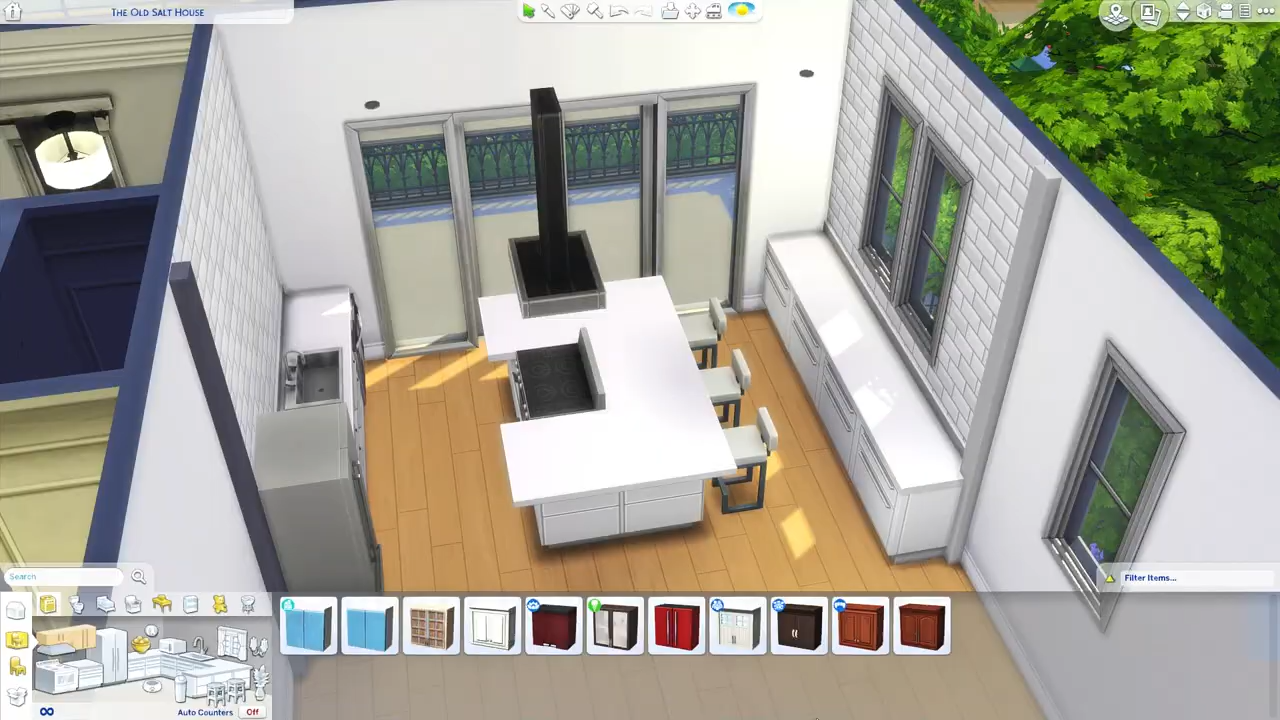 The Old Salt House
Search
Filter Items...
Auto Counters
Off